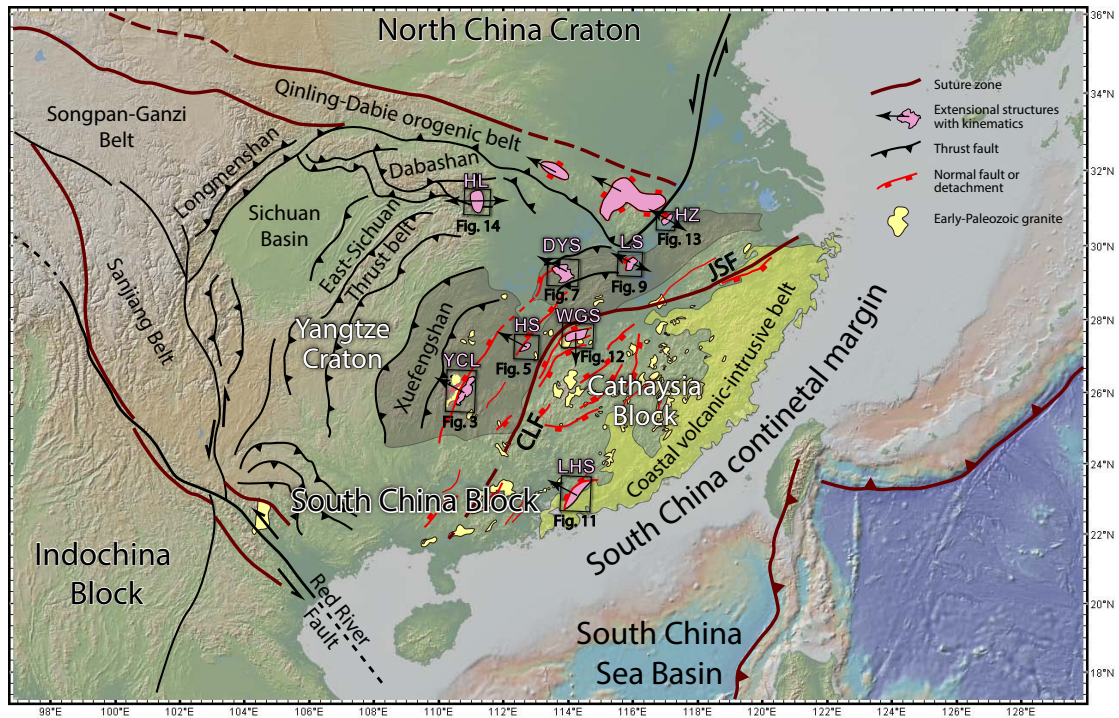 North China Craton
36°N
34°N
32°N
30°N
28°N
26°N
24°N
22°N
20°N
18°N
Suture zone
Extensional structures
with kinematics
Thrust fault
Normal fault or
detachment
Early-Paleozoic granite
Songpan-Ganzi
Belt
Qinling-Dabie orogenic belt
Longmenshan
Dabashan
HL
Fig. 14
Sichuan
Basin
East-Sichuan
Thrust belt
HZ
Fig. 13
DYS
Fig. 7
LS
Fig. 9
JSF
Sanjiang Belt
Yangtze
Craton
Xuefengshan
HS
Fig. 5
WGS
Fig. 12
YCL
Fig. 3
CLF
Cathaysia
Block
Coastal volcanic-intrusive belt
South China continetal margin
LHS
Fig. 11
South China Block
Indochina
Block
Red River
Fault
South China
Sea Basin
98°E
100°E
102°E
104°E
106°E
108°E
110°E
112°E
114°E
116°E
118°E
120°E
122°E
124°E
126°E
128°E